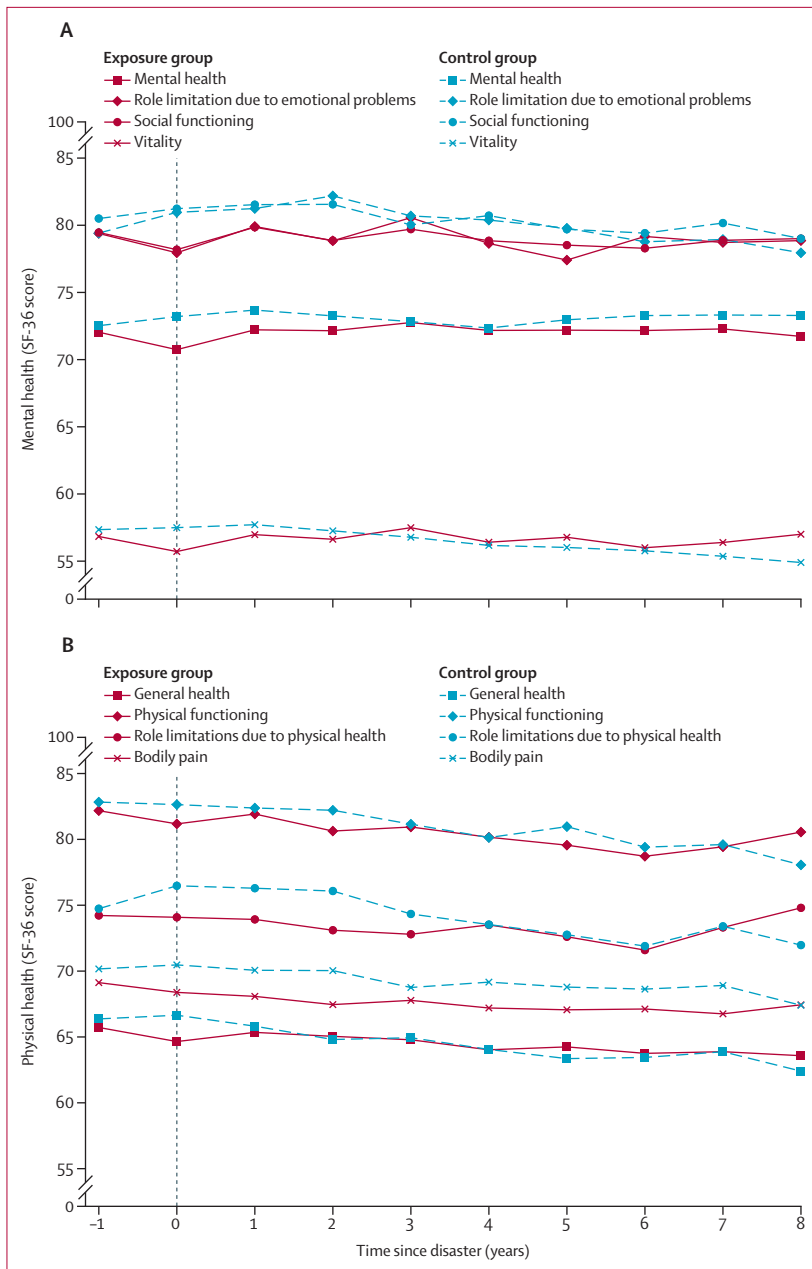 A
Exposure group
Mental health
Role limitation due to emotional problems
Social functioning
Vitality
Control group
Mental health
Role limitation due to emotional problems
Social functioning
Vitality
Mental health (SF-36 score)
100
85
80
75
70
65
60
55
0
B
Exposure group
General health
Physical functioning
Role limitations due to physical health
Bodily pain
Control group
General health
Physical functioning
Role limitations due to physical health
Bodily pain
Physical health (SF-36 score)
100
85
80
75
70
65
60
55
0
–1 0 1 2 3 4 5 6 7 8
Time since disaster (years)